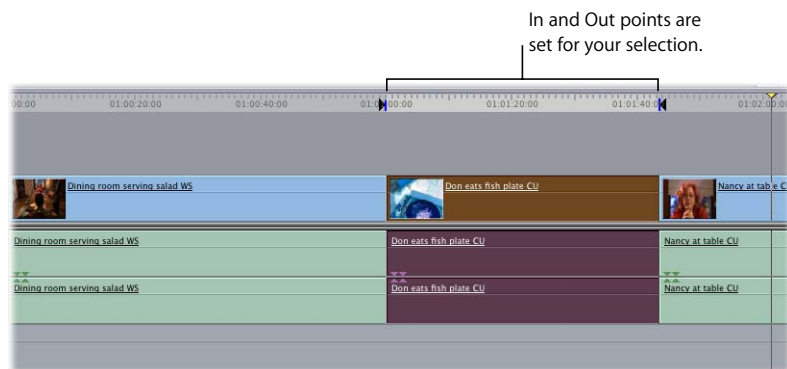 In and Out points are
set for your selection.
00:00 01:00:20:00 01:00:40:00 01:0 00:00 01:01:20:00 01:01:40:0 01:02:00:00
Dining room serving salad WS Don eats fish plate CU Nancy at table C
Dining room serving salad WS Don eats fish plate CU Nancy at table CU
Dining room serving salad WS Don eats fish plate CU Nancy at table CU